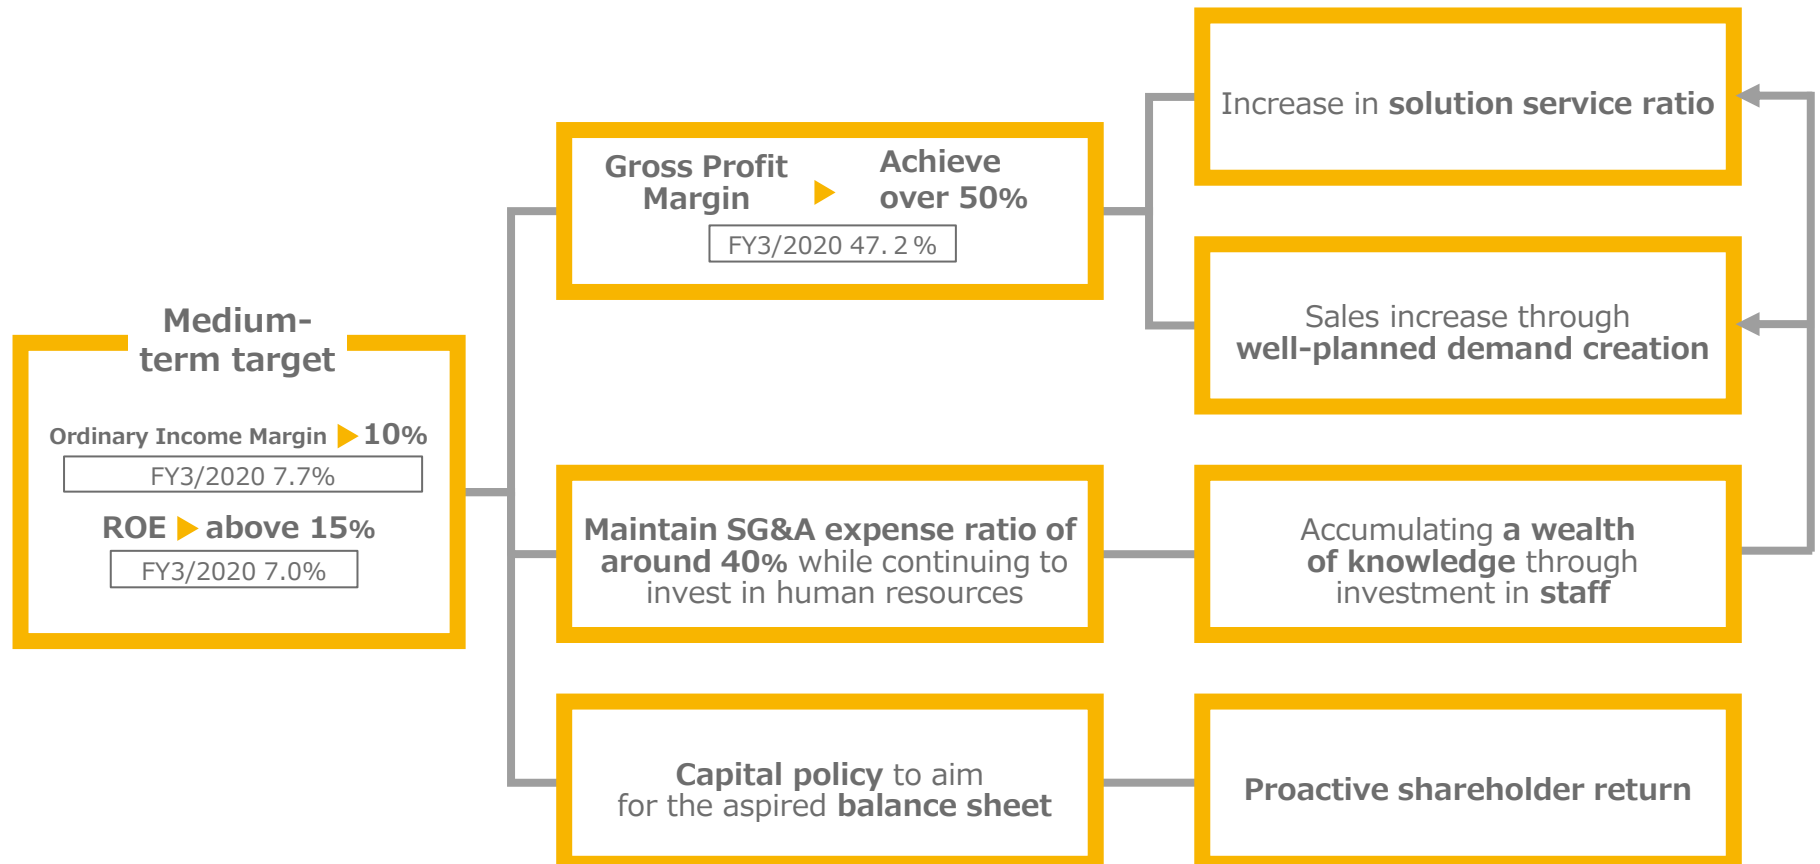 Medium-
term target
Ordinary Income Margin ▶ 10%
FY3/2020 7.7%
ROE ▶ above 15%
FY3/2020 7.0%
Gross Profit
Margin
▶
Achieve
over 50%
FY3/2020 47.2%
Maintain SG&A expense ratio of
around 40% while continuing to
invest in human resources
Capital policy to aim
for the aspired balance sheet
Increase in solution service ratio
Sales increase through
well-planned demand creation
Accumulating a wealth
of knowledge through
investment in staff
Proactive shareholder return